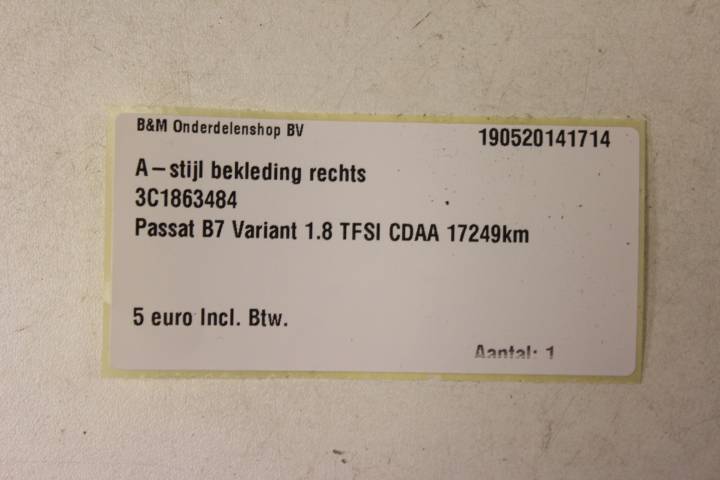 B&M Onderdelenshop BV 190520141714
A-stijl bekleding rechts
3C1863484
Passat B7 Variant 1.8 TFSI CDAA 17249km
5 euro Incl. Btw.
Aantal: 1